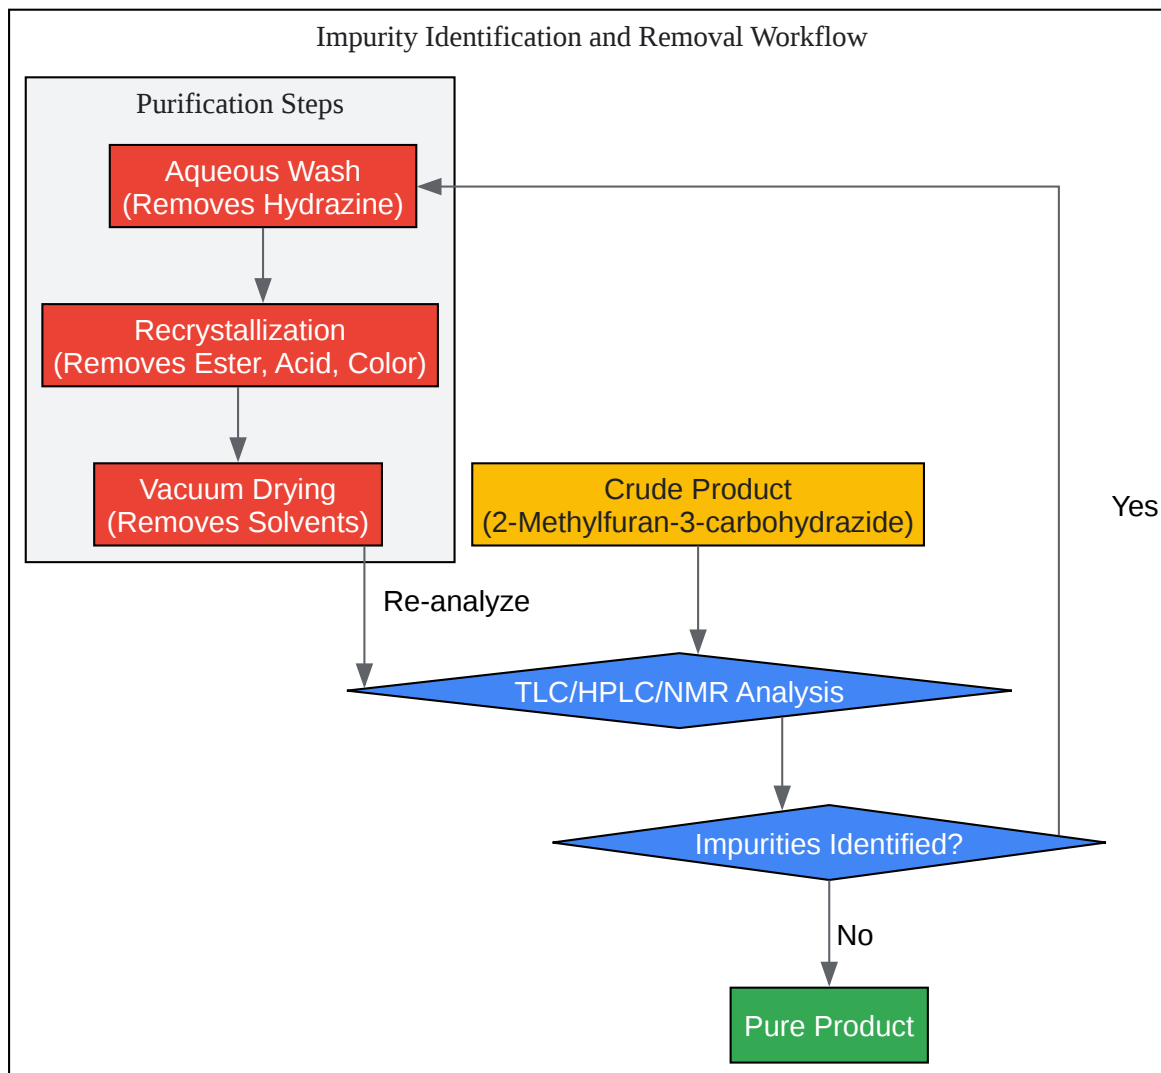 Impurity Identification and Removal Workflow
Purification Steps
Aqueous Wash
(Removes Hydrazine)
Recrystallization
(Removes Ester, Acid, Color)
Vacuum Drying
(Removes Solvents)
Crude Product
(2-Methylfuran-3-carbohydrazide)
Yes
Re-analyze
TLC/HPLC/NMR Analysis
Impurities Identified?
No
Pure Product